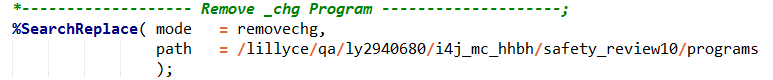 *------------------- Remove _chg Program --------------------;
%SearchReplace( mode = removechg,
path = /lillyce/qa/ly2940680/i4j_mc_hhbh/safety_review10/programs
);